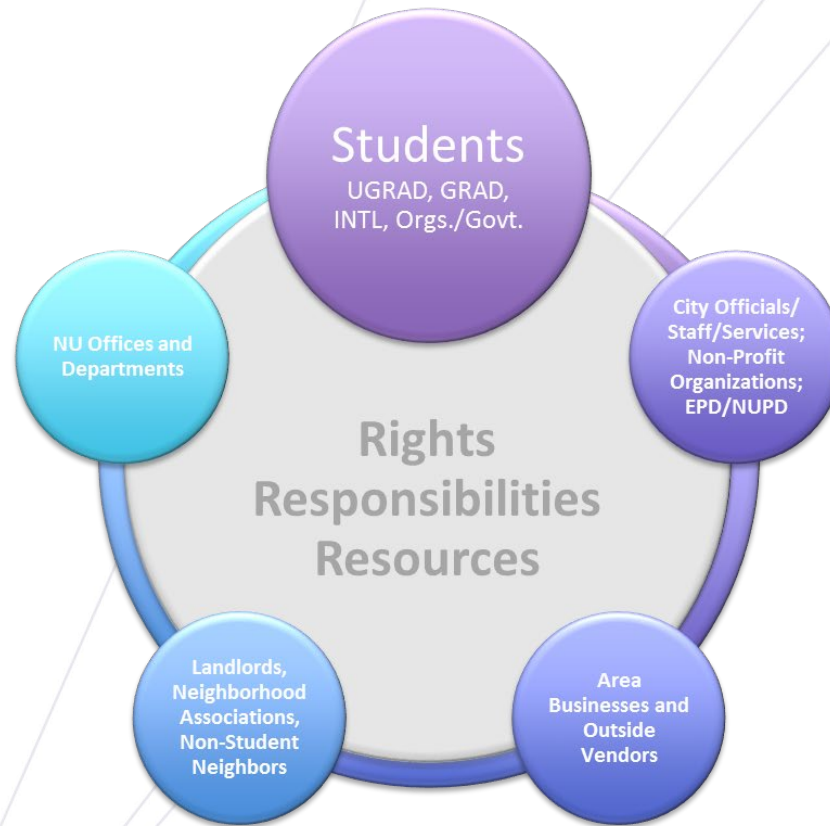 Students
UGRAD, GRAD,
INTL, Orgs./Govt.
City Officials/
Staff/Services;
Non-Profit
Organizations;
EPD/NUPD
NU Offices and
Departments
Rights
Responsibilities
Resources
Landlords,
Neighborhood
Associations,
Non-Student
Neighbors
Area
Businesses and
Outside
Vendors